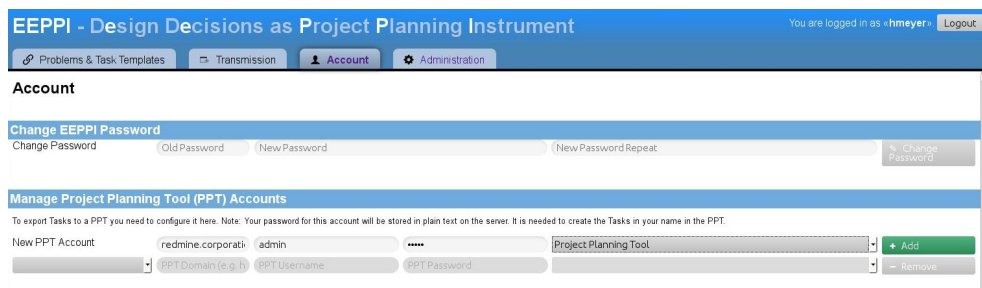 EEPPI - Design Decisions as Project Planning Instrument
You are logged in as «hmeyer». Logout
Problems & Task Templates Transmission Account Administration
Account
Change EEPPI Password
Change Password Old Password New Password New Password Repeat Change Password
Manage Project Planning Tool (PPT) Accounts
To export Tasks to a PPT you need to configure it here. Note: Your password for this account will be stored in plain text on the server. It is needed to create the Tasks in your name in the PPT.
New PPT Account redmine.corporati admin ••••• Project Planning Tool + Add
PPT Domain (e.g. h PPT Username PPT Password − Remove